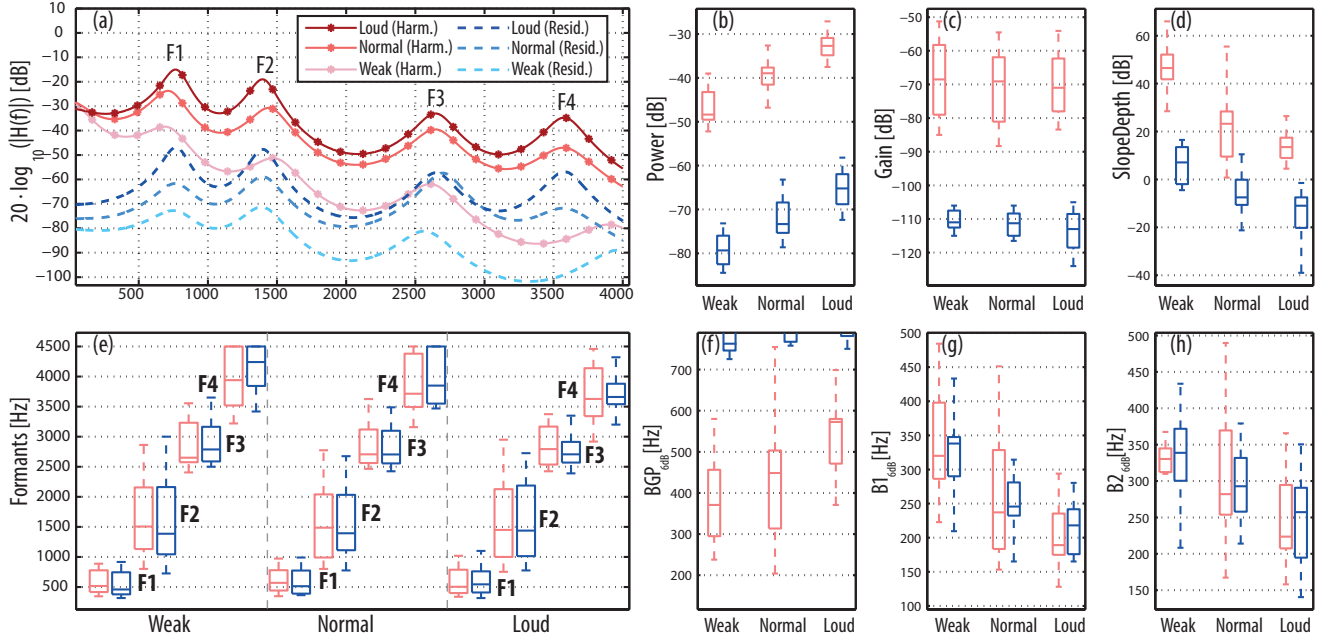 (a)
20 · log₁₀(|H(f)|) [dB]
10
0
−10
−20
−30
−40
−50
−60
−70
−80
−90
−100
500 1000 1500 2000 2500 3000 3500 4000
F1
F2
F3
F4
Loud (Harm.) Loud (Resid.)
Normal (Harm.) Normal (Resid.)
Weak (Harm.) Weak (Resid.)
(b)
Power [dB]
−30
−40
−50
−60
−70
−80
Weak Normal Loud
(c)
Gain [dB]
−50
−60
−70
−80
−90
−100
−110
−120
Weak Normal Loud
(d)
SlopeDepth [dB]
60
40
20
0
−20
−40
Weak Normal Loud
(e)
Formants [Hz]
4500
4000
3500
3000
2500
2000
1500
1000
500
F4
F3
F2
F1
F4
F3
F2
F1
F4
F3
F2
F1
Weak Normal Loud
(f)
BGP6dB[Hz]
700
600
500
400
300
200
Weak Normal Loud
(g)
B16dB[Hz]
500
450
400
350
300
250
200
150
100
Weak Normal Loud
(h)
B26dB[Hz]
500
450
400
350
300
250
200
150
Weak Normal Loud